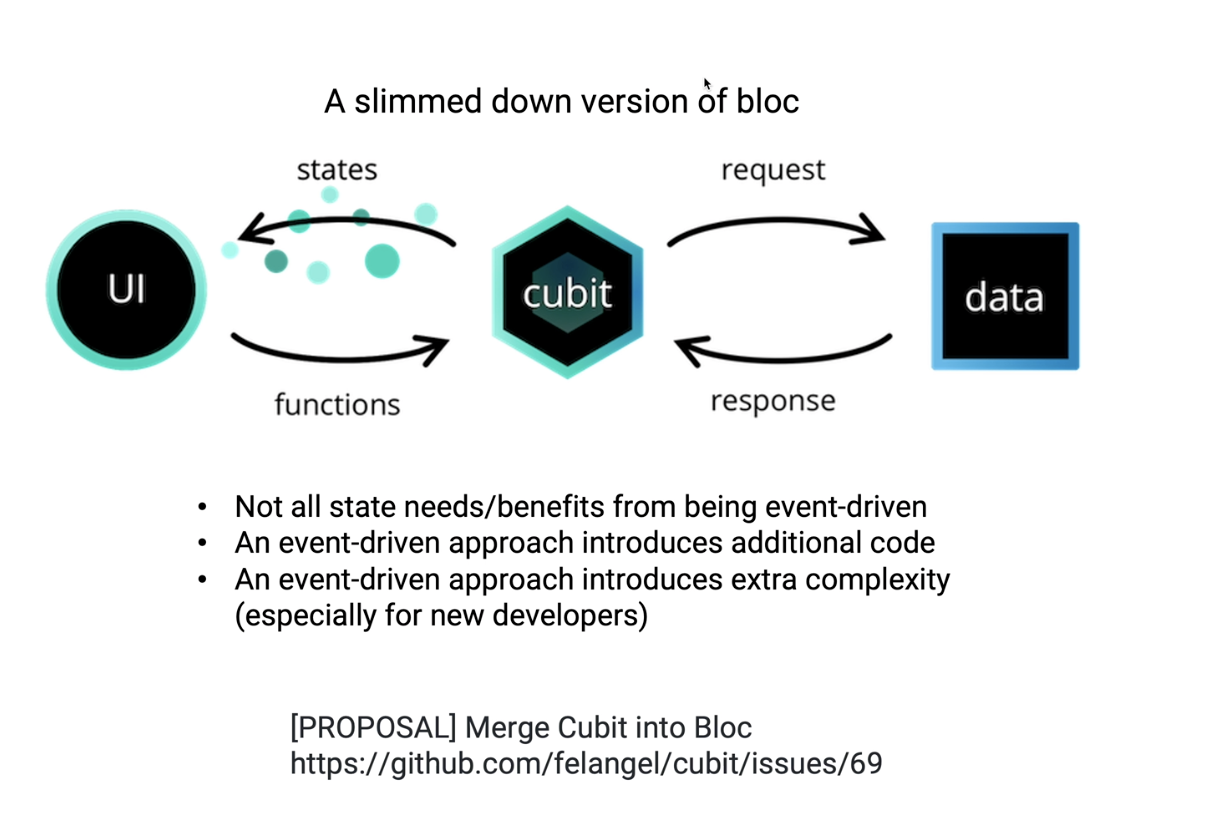 A slimmed down version of bloc
states
request
UI
cubit
data
functions
response
• Not all state needs/benefits from being event-driven
• An event-driven approach introduces additional code
• An event-driven approach introduces extra complexity
(especially for new developers)
[PROPOSAL] Merge Cubit into Bloc
https://github.com/felangel/cubit/issues/69